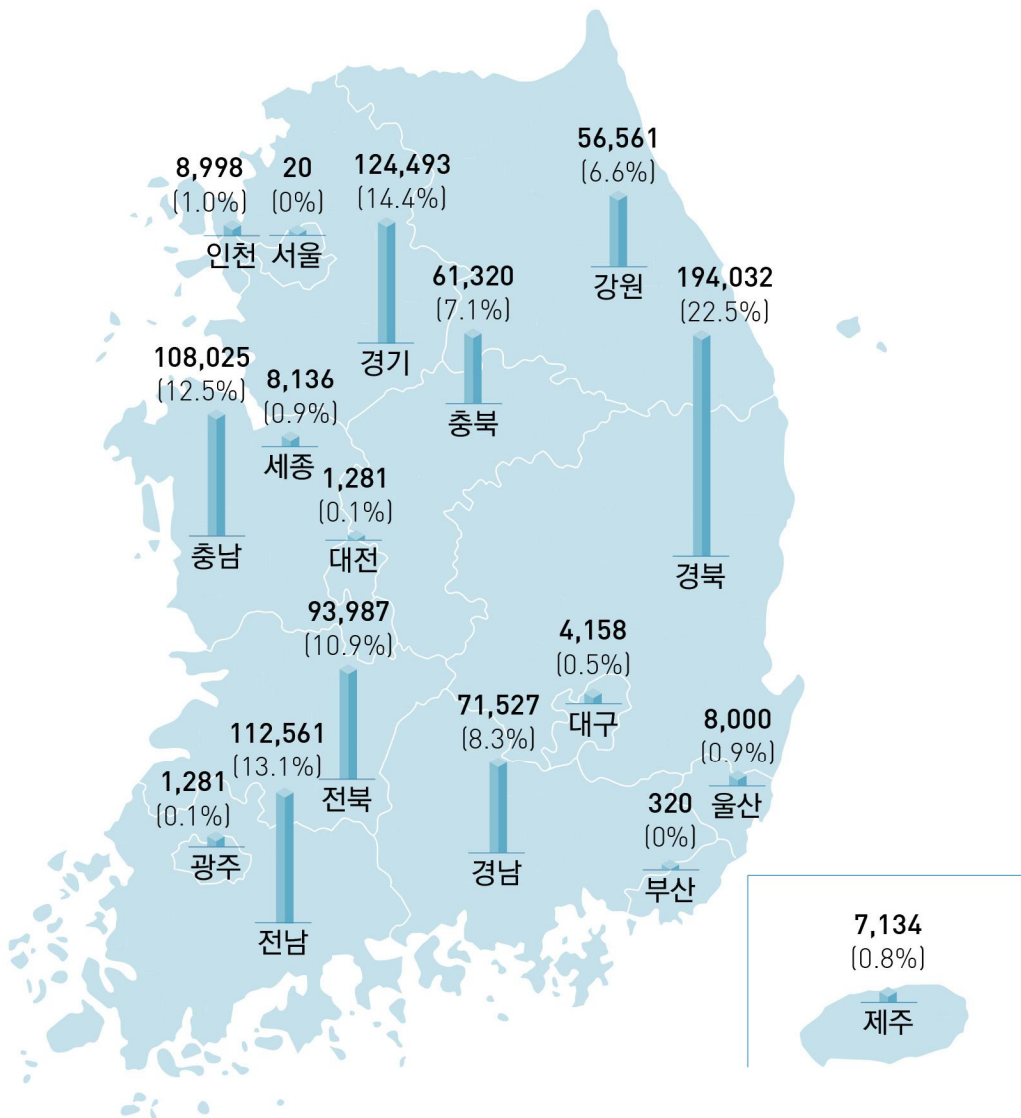 8,998
(1.0%)
인천
20
(0%)
서울
124,493
(14.4%)
경기
56,561
(6.6%)
강원
61,320
(7.1%)
충북
194,032
(22.5%)
경북
108,025
(12.5%)
충남
8,136
(0.9%)
세종
1,281
(0.1%)
대전
93,987
(10.9%)
전북
4,158
(0.5%)
대구
71,527
(8.3%)
경남
8,000
(0.9%)
울산
112,561
(13.1%)
전남
1,281
(0.1%)
광주
320
(0%)
부산
7,134
(0.8%)
제주